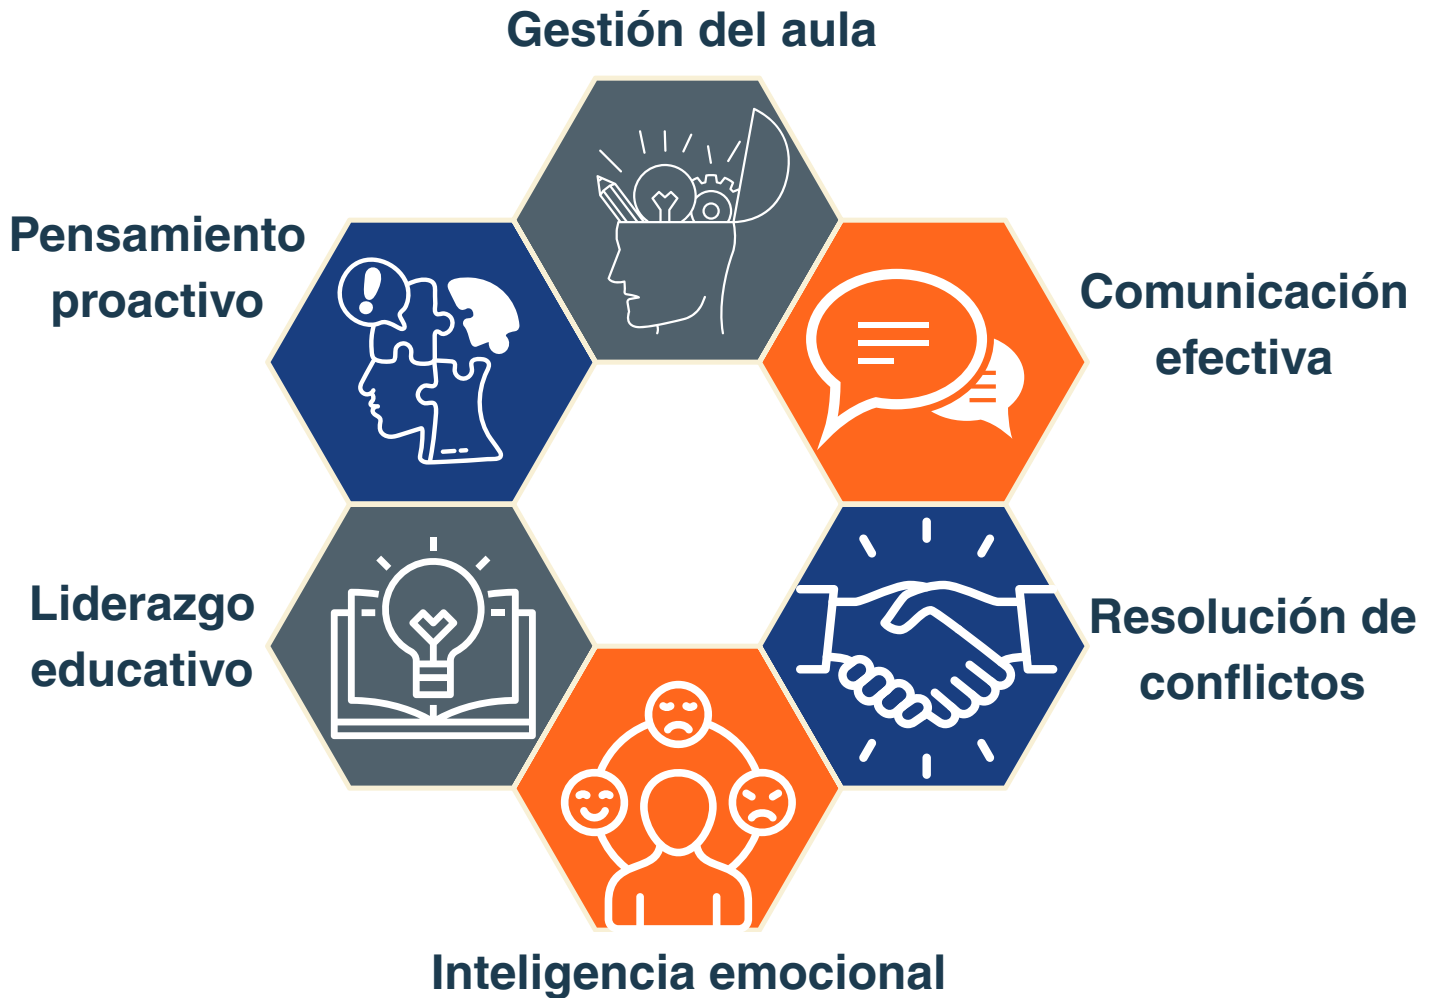 Gestión del aula
Pensamiento
proactivo
Comunicación
efectiva
Liderazgo
educativo
Resolución de
conflictos
Inteligencia emocional